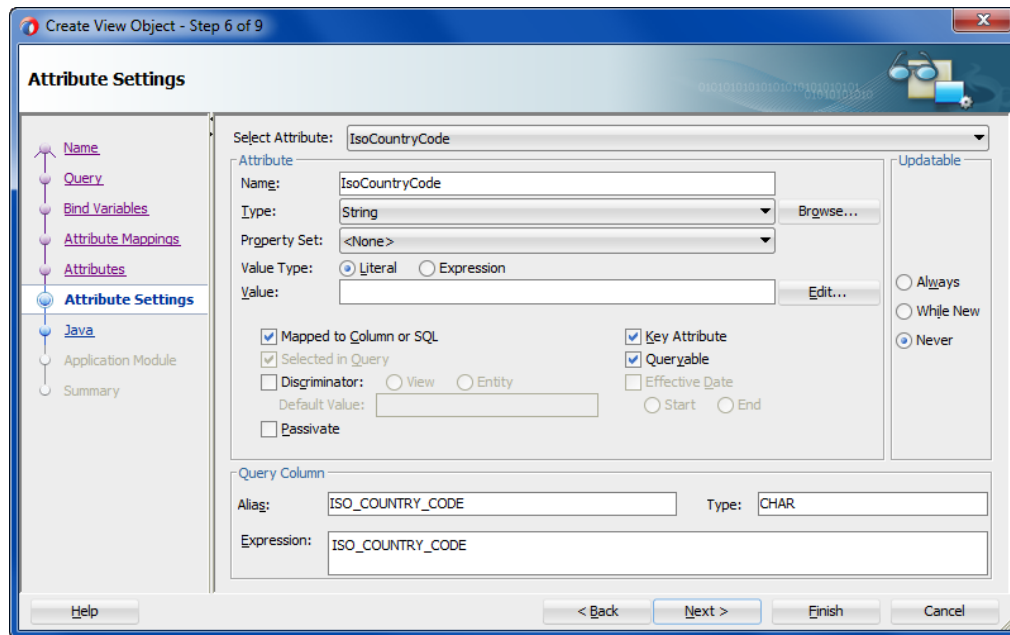 Create View Object - Step 6 of 9
Attribute Settings
010101010101010101010101
01010101010
Name
Query
Bind Variables
Attribute Mappings
Attributes
Attribute Settings
Java
Application Module
Summary
Select Attribute: IsoCountryCode
Attribute
Name: IsoCountryCode
Type: String Browse...
Property Set: <None>
Value Type: Literal Expression
Value: Edit...
Mapped to Column or SQL Key Attribute
Selected in Query Queryable
Discriminator: View Entity Effective Date
Default Value: Start End
Passivate
Updatable
Always
While New
Never
Query Column
Alias: ISO_COUNTRY_CODE Type: CHAR
Expression: ISO_COUNTRY_CODE
Help < Back Next > Finish Cancel